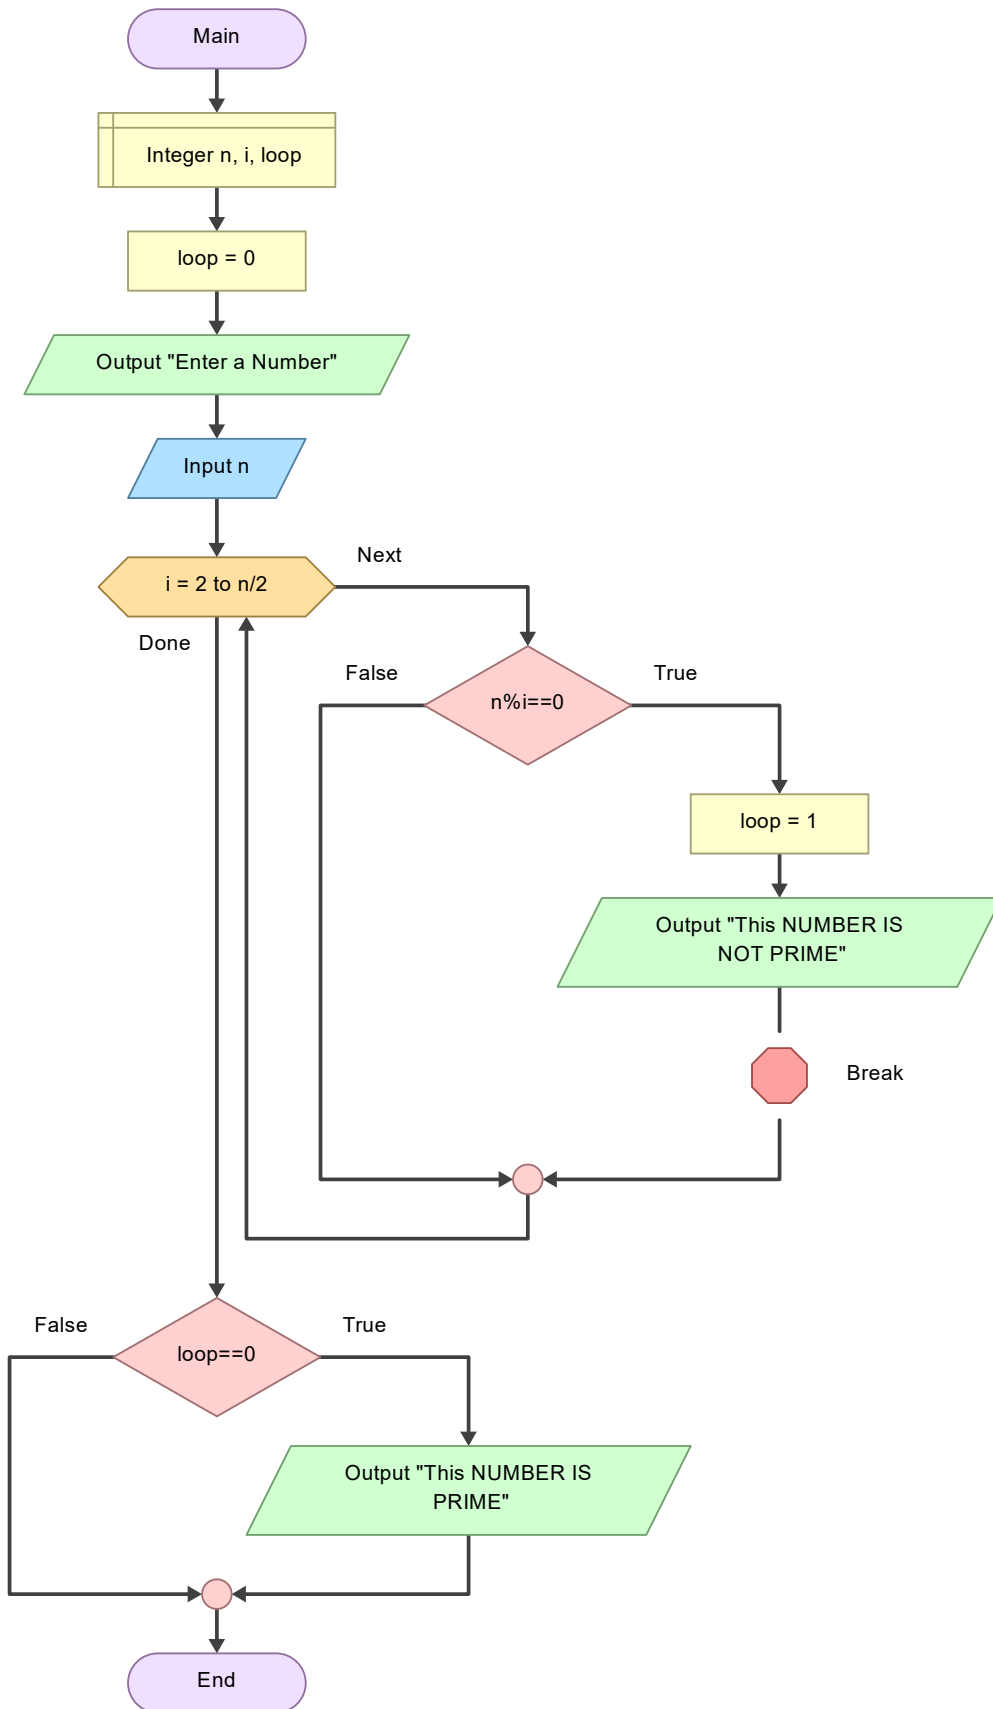 Main
Integer n, i, loop
loop = 0
Output "Enter a Number"
Input n
i = 2 to n/2
Next
Done
False
n%i==0
True
loop = 1
Output "This NUMBER IS
NOT PRIME"
Break
False
loop==0
True
Output "This NUMBER IS
PRIME"
End